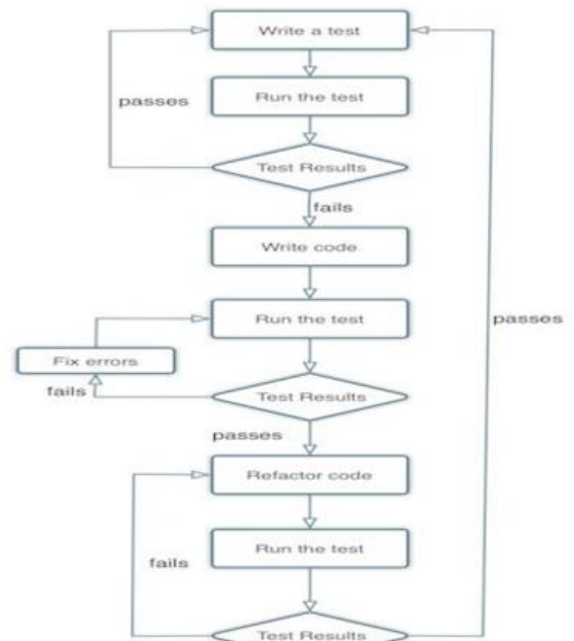 Write a test
passes
Run the test
Test Results
fails
Write code
Run the test
passes
Fix errors
fails
Test Results
passes
Refactor code
Run the test
fails
Test Results